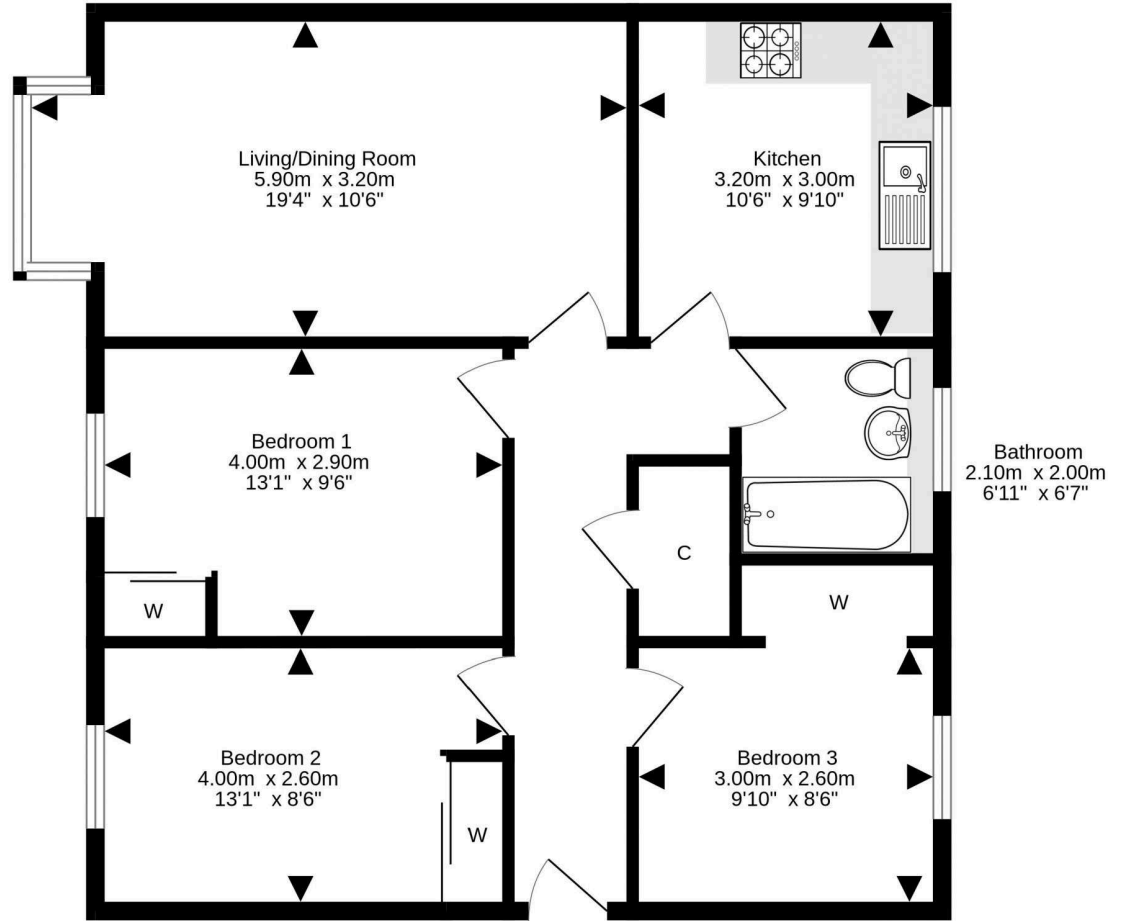 Living/Dining Room
5.90m x 3.20m
19'4" x 10'6"
Kitchen
3.20m x 3.00m
10'6" x 9'10"
Bedroom 1
4.00m x 2.90m
13'1" x 9'6"
Bathroom
2.10m x 2.00m
6'11" x 6'7"
C
W
W
Bedroom 2
4.00m x 2.60m
13'1" x 8'6"
W
Bedroom 3
3.00m x 2.60m
9'10" x 8'6"